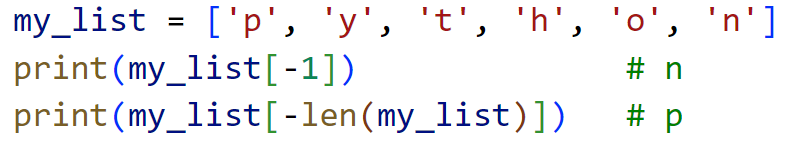 my_list = ['p', 'y', 't', 'h', 'o', 'n']
print(my_list[-1])              # n
print(my_list[-len(my_list)])   # p